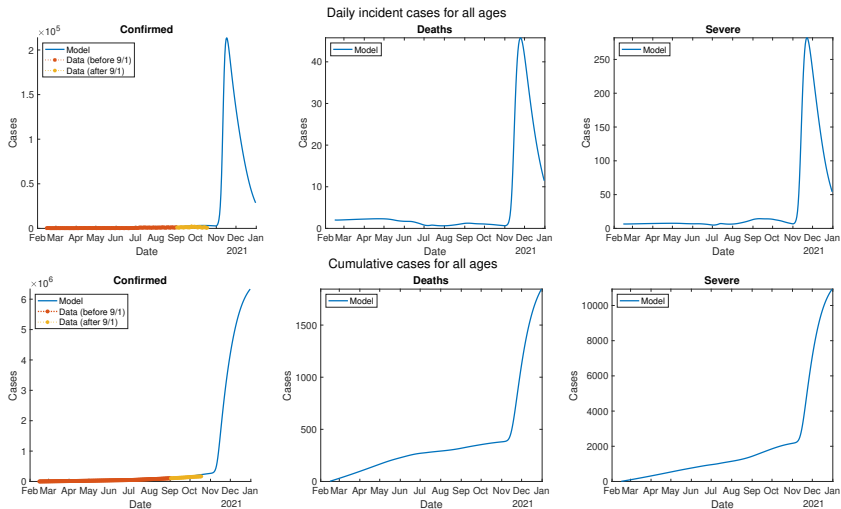 Daily incident cases for all ages
Confirmed
×10⁵
Cases
2
1.5
1
0.5
0
Model
Data (before 9/1)
Data (after 9/1)
Feb Mar Apr May Jun Jul Aug Sep Oct Nov Dec Jan
Date
2021
Deaths
Cases
40
30
20
10
0
Model
Feb Mar Apr May Jun Jul Aug Sep Oct Nov Dec Jan
Date
2021
Severe
Cases
250
200
150
100
50
0
Model
Feb Mar Apr May Jun Jul Aug Sep Oct Nov Dec Jan
Date
2021
Cumulative cases for all ages
Confirmed
×10⁶
Cases
6
5
4
3
2
1
0
Model
Data (before 9/1)
Data (after 9/1)
Feb Mar Apr May Jun Jul Aug Sep Oct Nov Dec Jan
Date
2021
Deaths
Cases
1500
1000
500
0
Model
Feb Mar Apr May Jun Jul Aug Sep Oct Nov Dec Jan
Date
2021
Severe
Cases
10000
8000
6000
4000
2000
0
Model
Feb Mar Apr May Jun Jul Aug Sep Oct Nov Dec Jan
Date
2021